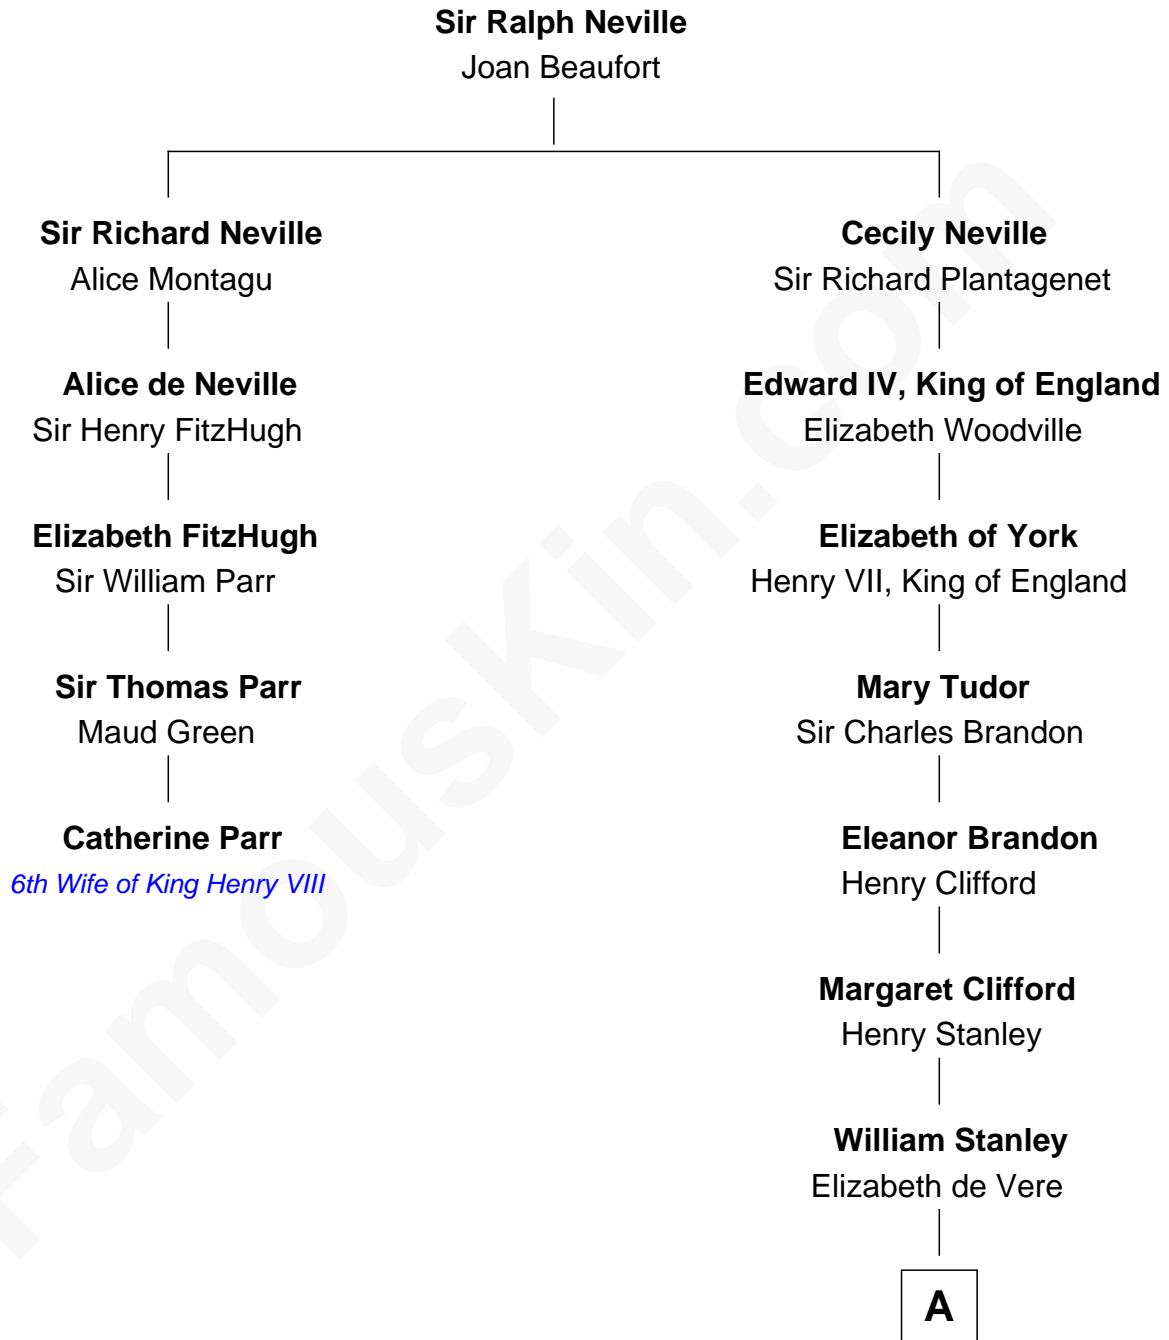 Sir Ralph Neville
Joan Beaufort
Sir Richard Neville
Alice Montagu
Cecily Neville
Sir Richard Plantagenet
Alice de Neville
Sir Henry FitzHugh
Edward IV, King of England
Elizabeth Woodville
Elizabeth FitzHugh
Sir William Parr
Elizabeth of York
Henry VII, King of England
Sir Thomas Parr
Maud Green
Mary Tudor
Sir Charles Brandon
Catherine Parr
6th Wife of King Henry VIII
Eleanor Brandon
Henry Clifford
Margaret Clifford
Henry Stanley
William Stanley
Elizabeth de Vere
A
FamousKin.com